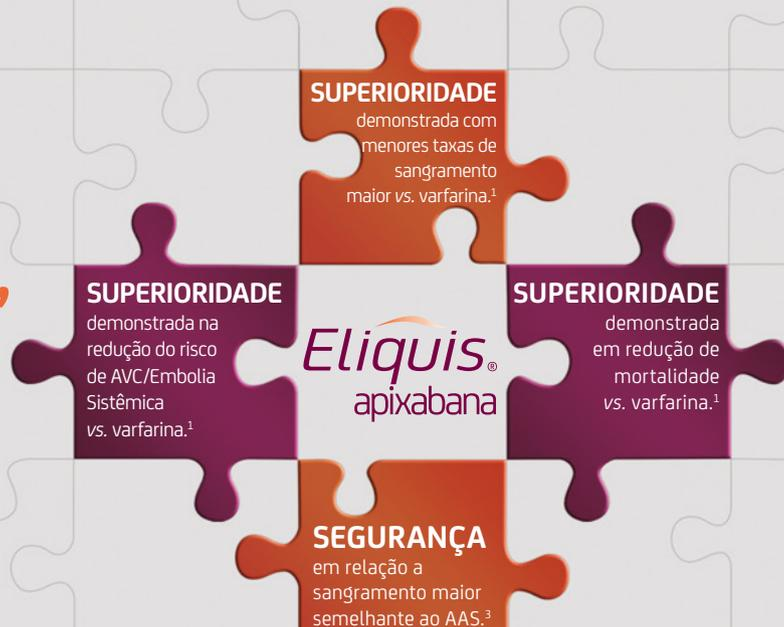 SUPERIORIDADE
demonstrada com
menores taxas de
sangramento
maior vs. varfarina.¹
SUPERIORIDADE
demonstrada na
redução do risco
de AVC/Embolia
Sistêmica
vs. varfarina.¹
Eliquis®
apixabana
SUPERIORIDADE
demonstrada
em redução de
mortalidade
vs. varfarina.¹
SEGURANÇA
em relação a
sangramento maior
semelhante ao AAS.³